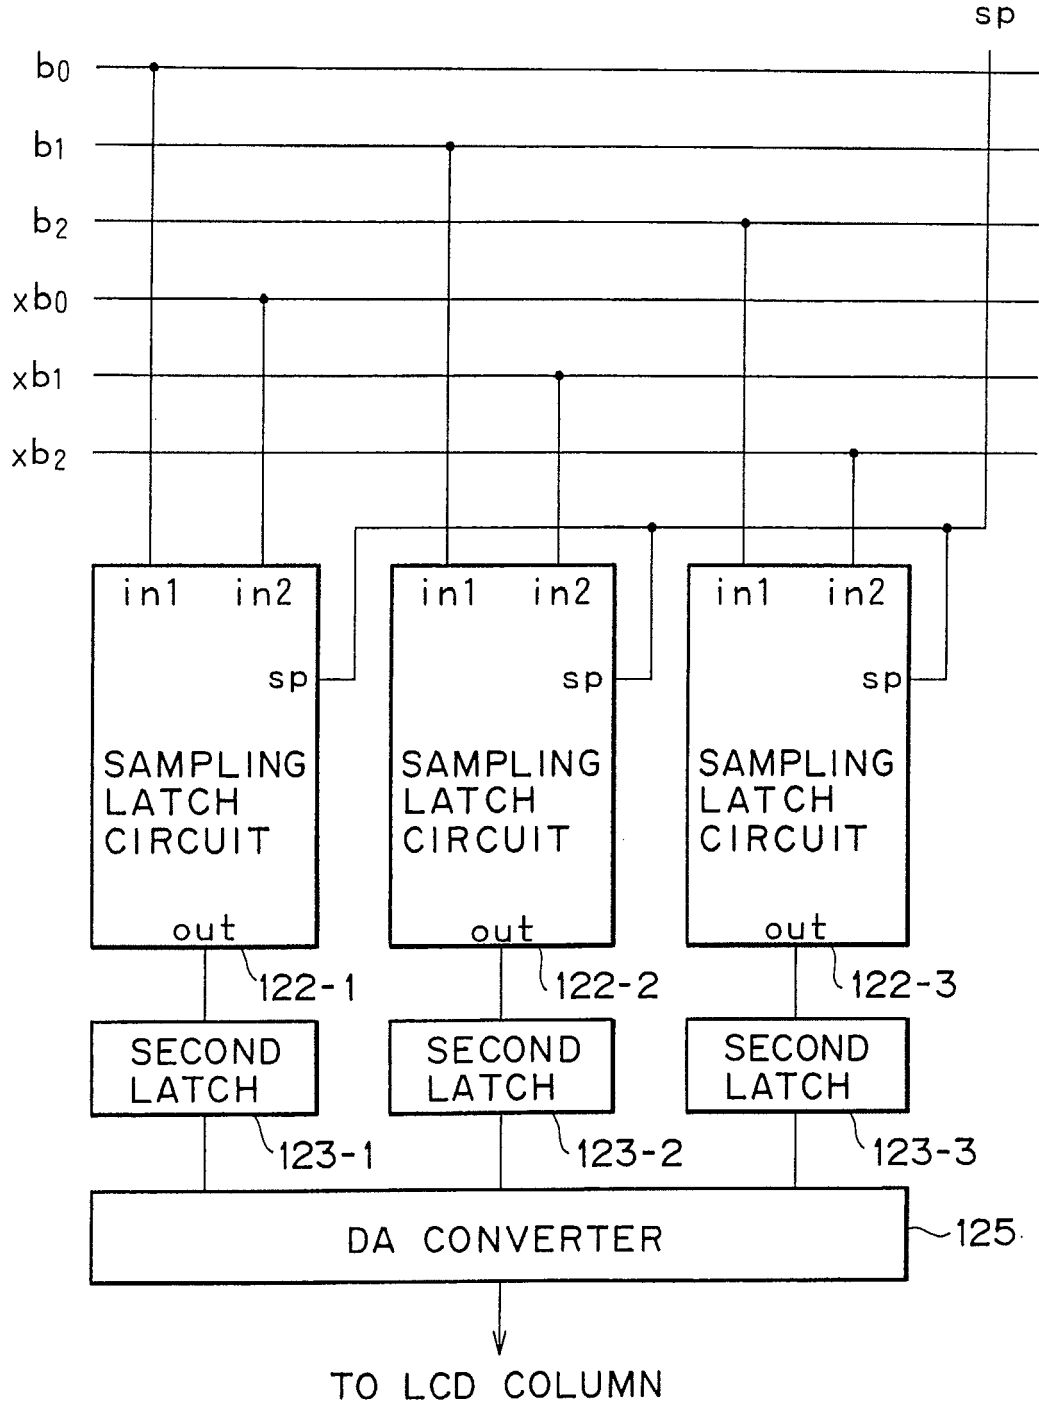 sp
b0
b1
b2
xb0
xb1
xb2
in1 in2
in1 in2
in1 in2
sp
sp
sp
SAMPLING
LATCH
CIRCUIT
SAMPLING
LATCH
CIRCUIT
SAMPLING
LATCH
CIRCUIT
out
out
out
122-1
122-2
122-3
SECOND
LATCH
SECOND
LATCH
SECOND
LATCH
123-1
123-2
123-3
DA CONVERTER
125
TO LCD COLUMN